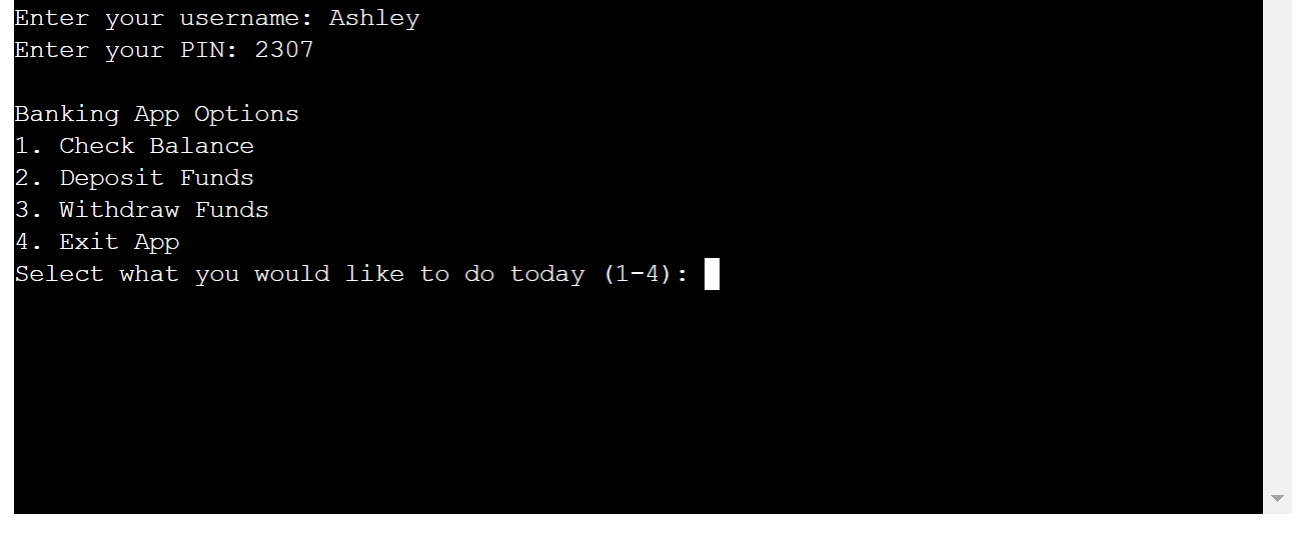 Enter your username: Ashley
Enter your PIN: 2307
Banking App Options
1. Check Balance
2. Deposit Funds
3. Withdraw Funds
4. Exit App
Select what you would like to do today (1-4):